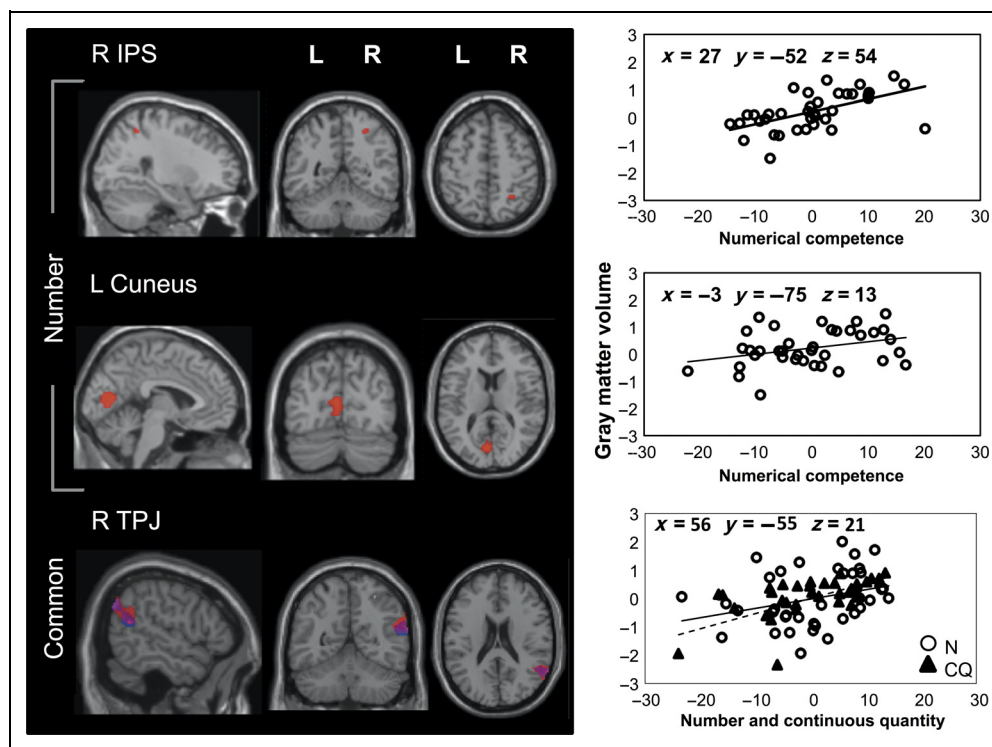 R IPS
L R L R
Number
L Cuneus
R TPJ
Common
Gray matter volume
x = 27 y = −52 z = 54
3
2
1
0
−1
−2
−3
−30 −20 −10 0 10 20 30
Numerical competence
x = −3 y = −75 z = 13
3
2
1
0
−1
−2
−3
−30 −20 −10 0 10 20 30
Numerical competence
x = 56 y = −55 z = 21
3
2
1
0
−1
−2
−3
N
CQ
−30 −20 −10 0 10 20 30
Number and continuous quantity